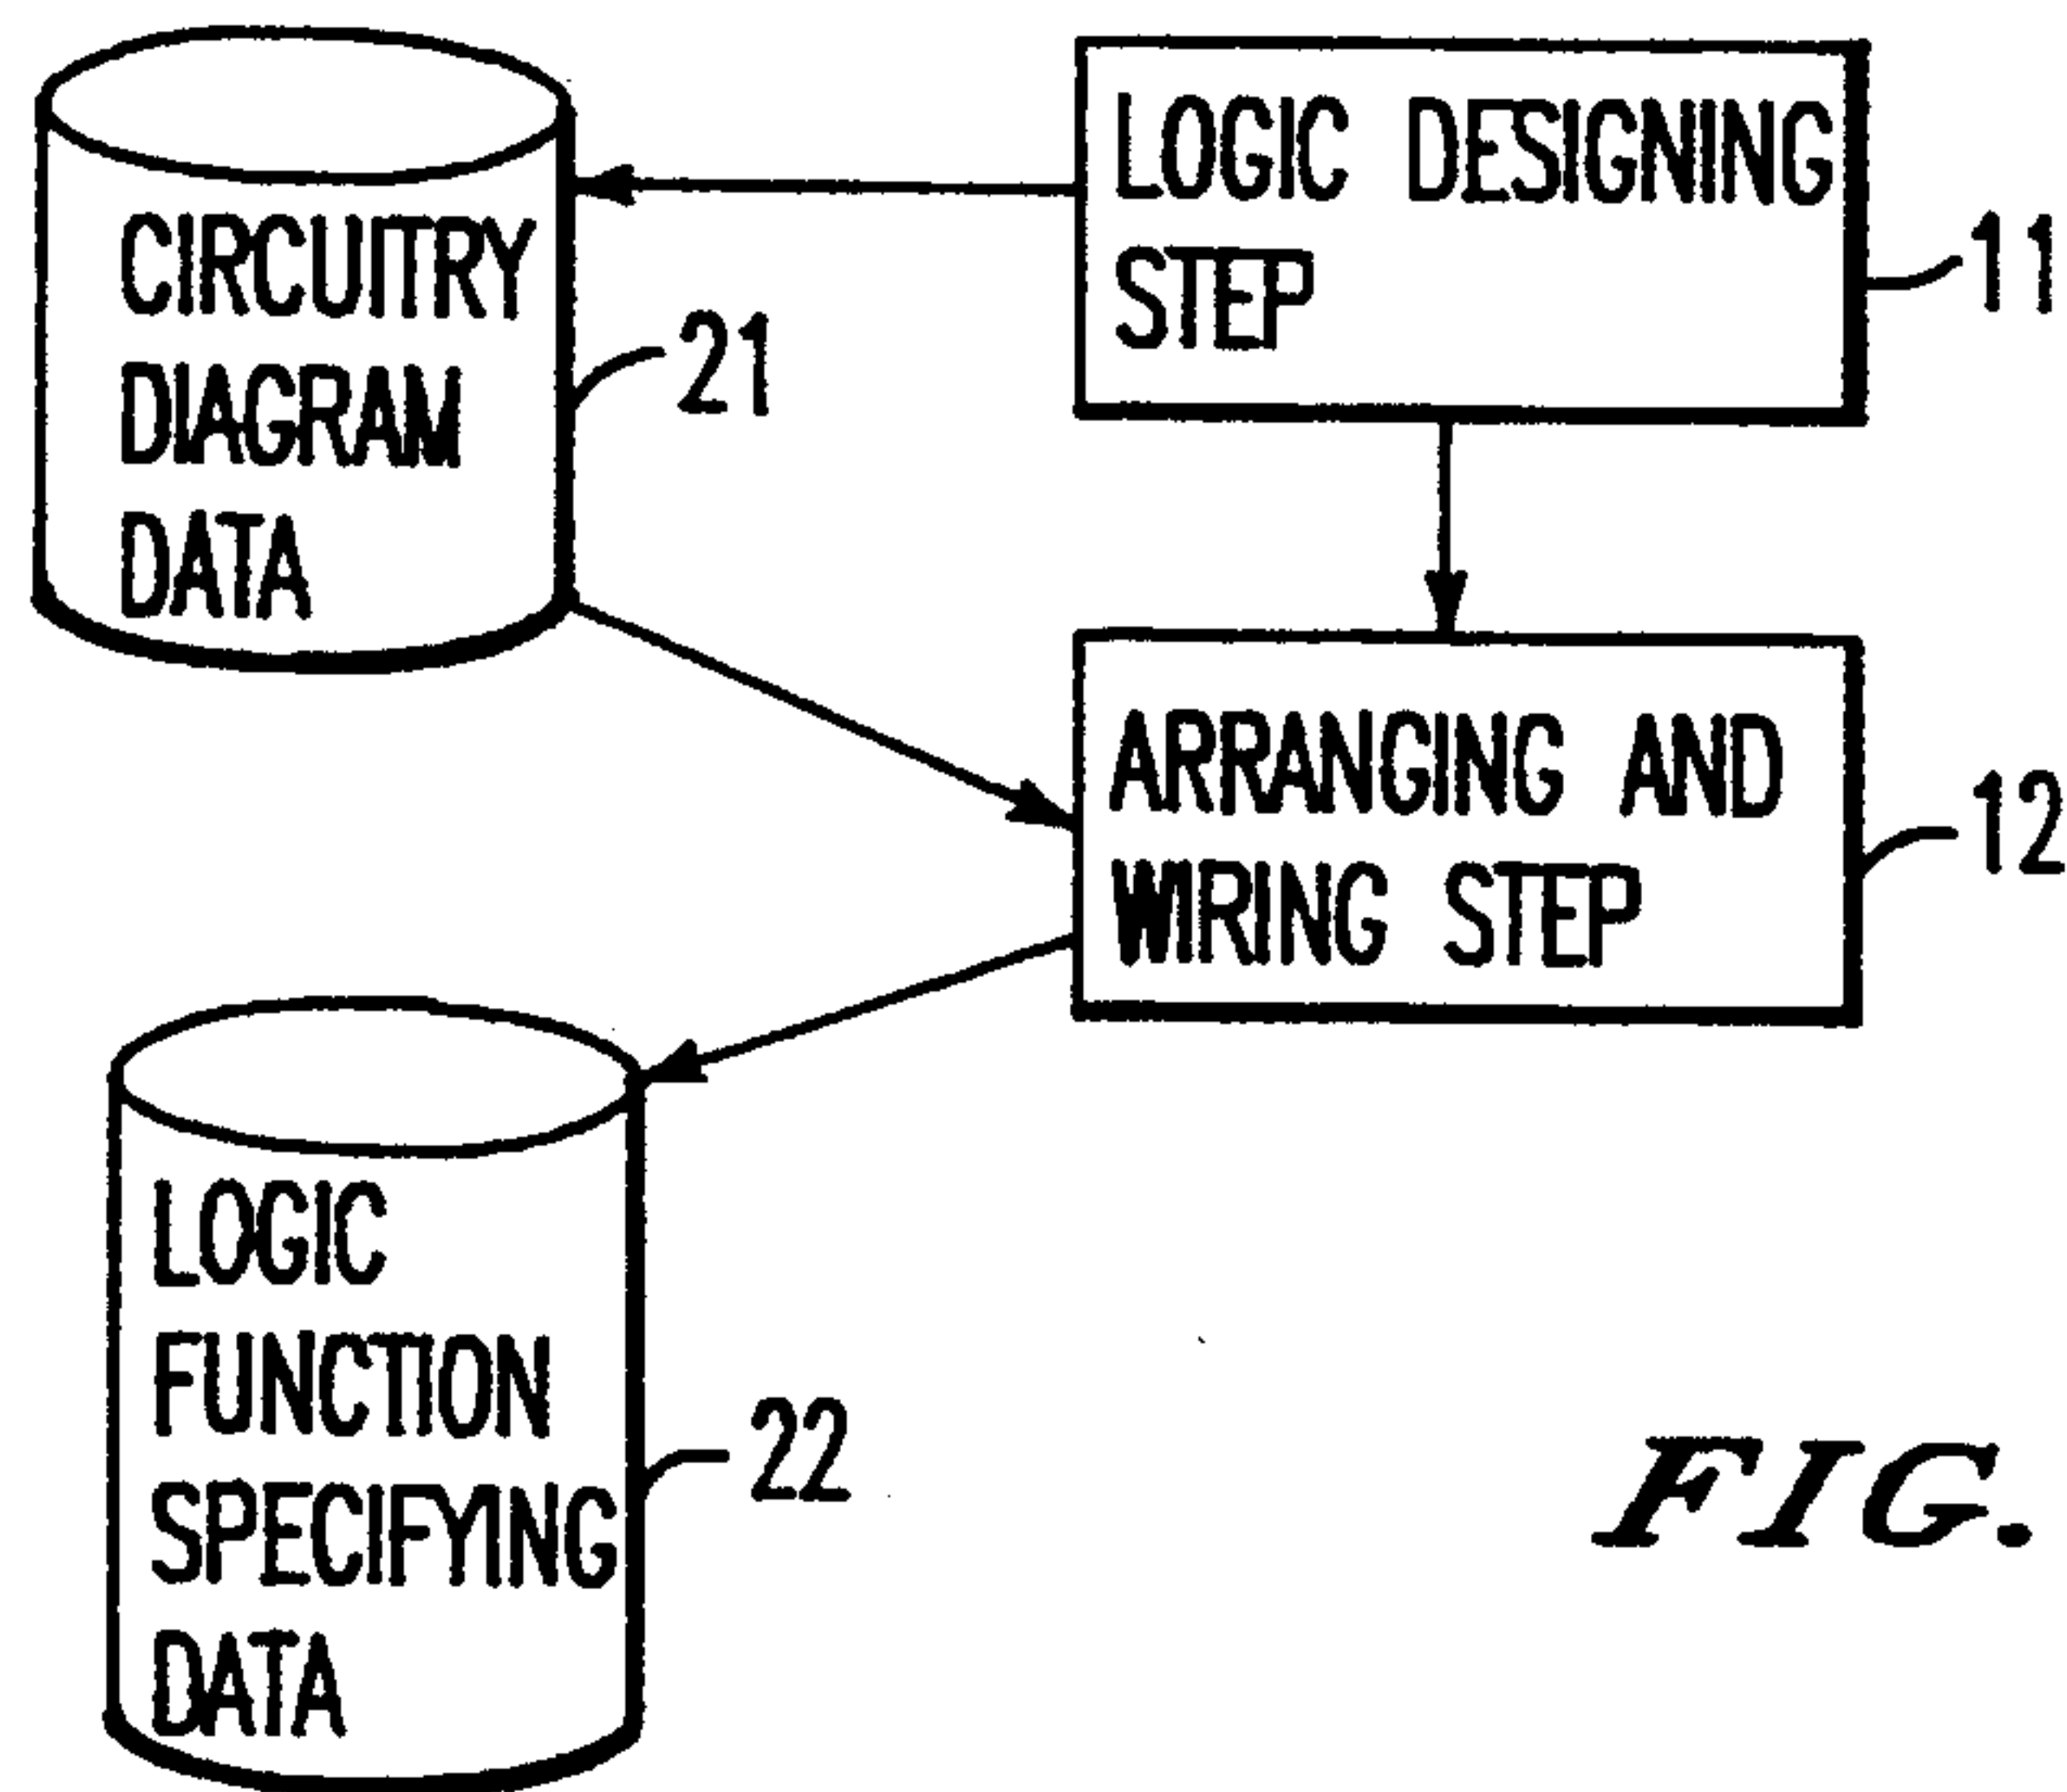 CIRCUITRY
DIAGRAM
DATA
21
LOGIC DESIGNING
STEP
11
ARRANGING AND
WIRING STEP
12
LOGIC
FUNCTION
SPECIFYING
DATA
22
FIG.